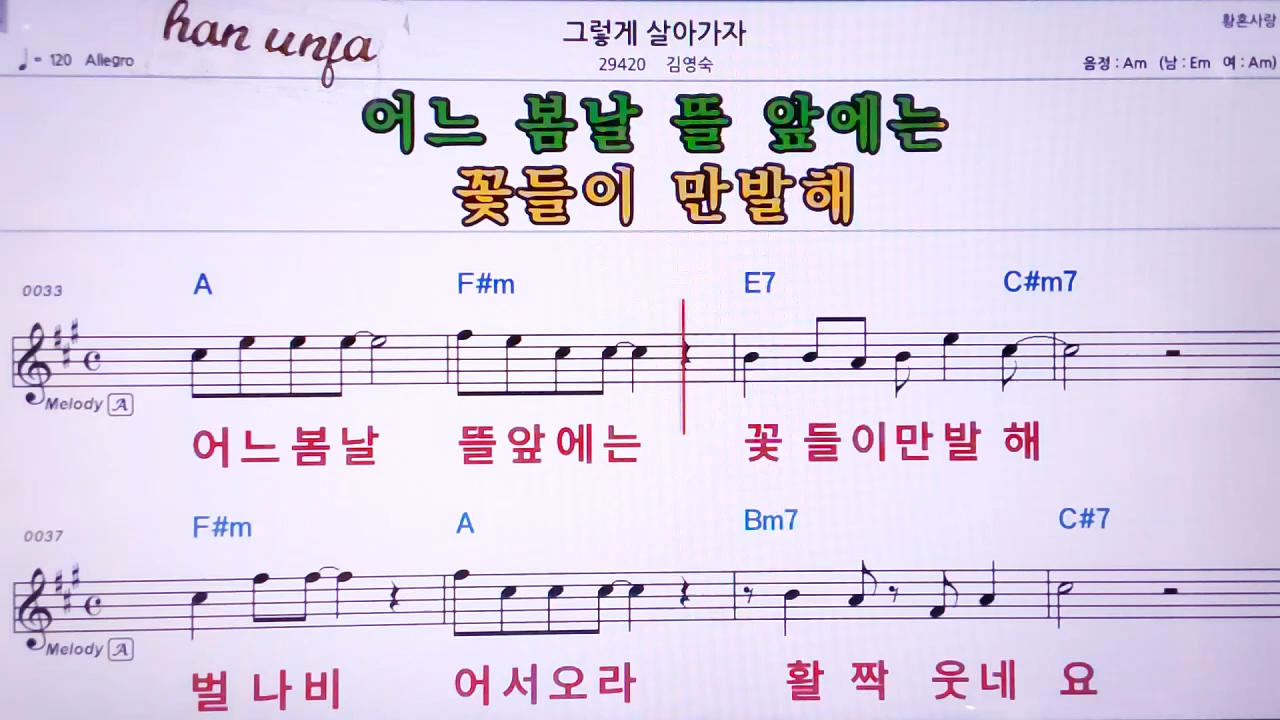 han unja
그렇게 살아가자
황혼사랑
♩= 120 Allegro
29420 김영숙
음정 : Am (남 : Em 여 : Am)
어느 봄날 뜰 앞에는
꽃들이 만발해
0033 A F#m E7 C#m7
Melody A
어느봄날 뜰앞에는 꽃 들이만발 해
0037 F#m A Bm7 C#7
Melody A
벌 나비 어서오라 활 짝 웃네 요